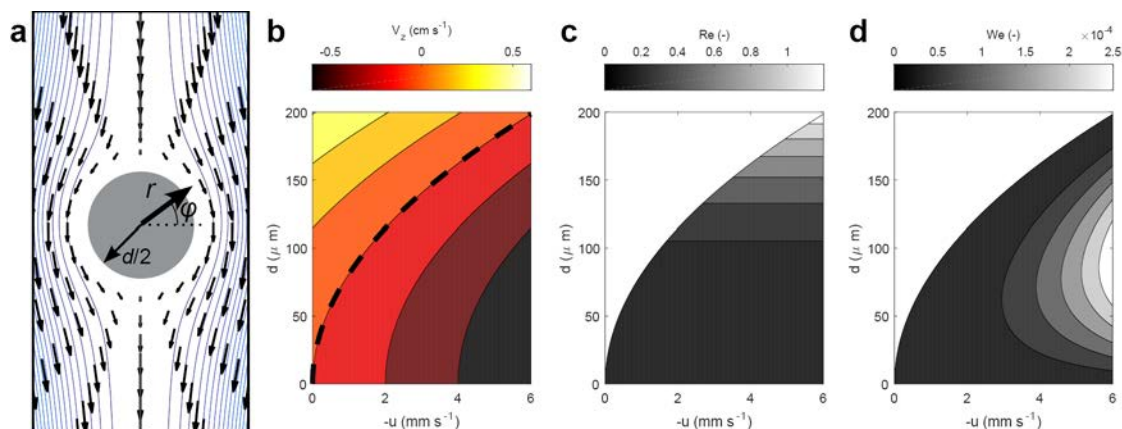 a
r
φ
d/2
b
V_z (cm s⁻¹)
-0.5 0 0.5
200
150
100
50
0
d (μ m)
0 2 4 6
-u (mm s⁻¹)
c
Re (-)
0 0.2 0.4 0.6 0.8 1
200
150
100
50
0
d (μ m)
0 2 4 6
-u (mm s⁻¹)
d
We (-) ×10⁻⁴
0 0.5 1 1.5 2 2.5
200
150
100
50
0
d (μ m)
0 2 4 6
-u (mm s⁻¹)